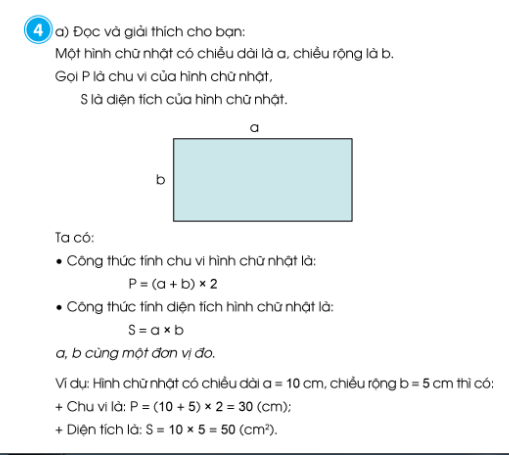 4 a) Đọc và giải thích cho bạn:
Một hình chữ nhật có chiều dài là a, chiều rộng là b.
Gọi P là chu vi của hình chữ nhật,
S là diện tích của hình chữ nhật.
a
b
Ta có:
• Công thức tính chu vi hình chữ nhật là:
P = (a + b) × 2
• Công thức tính diện tích hình chữ nhật là:
S = a × b
a, b cùng một đơn vị đo.
Ví dụ: Hình chữ nhật có chiều dài a = 10 cm, chiều rộng b = 5 cm thì có:
+ Chu vi là: P = (10 + 5) × 2 = 30 (cm);
+ Diện tích là: S = 10 × 5 = 50 (cm²).